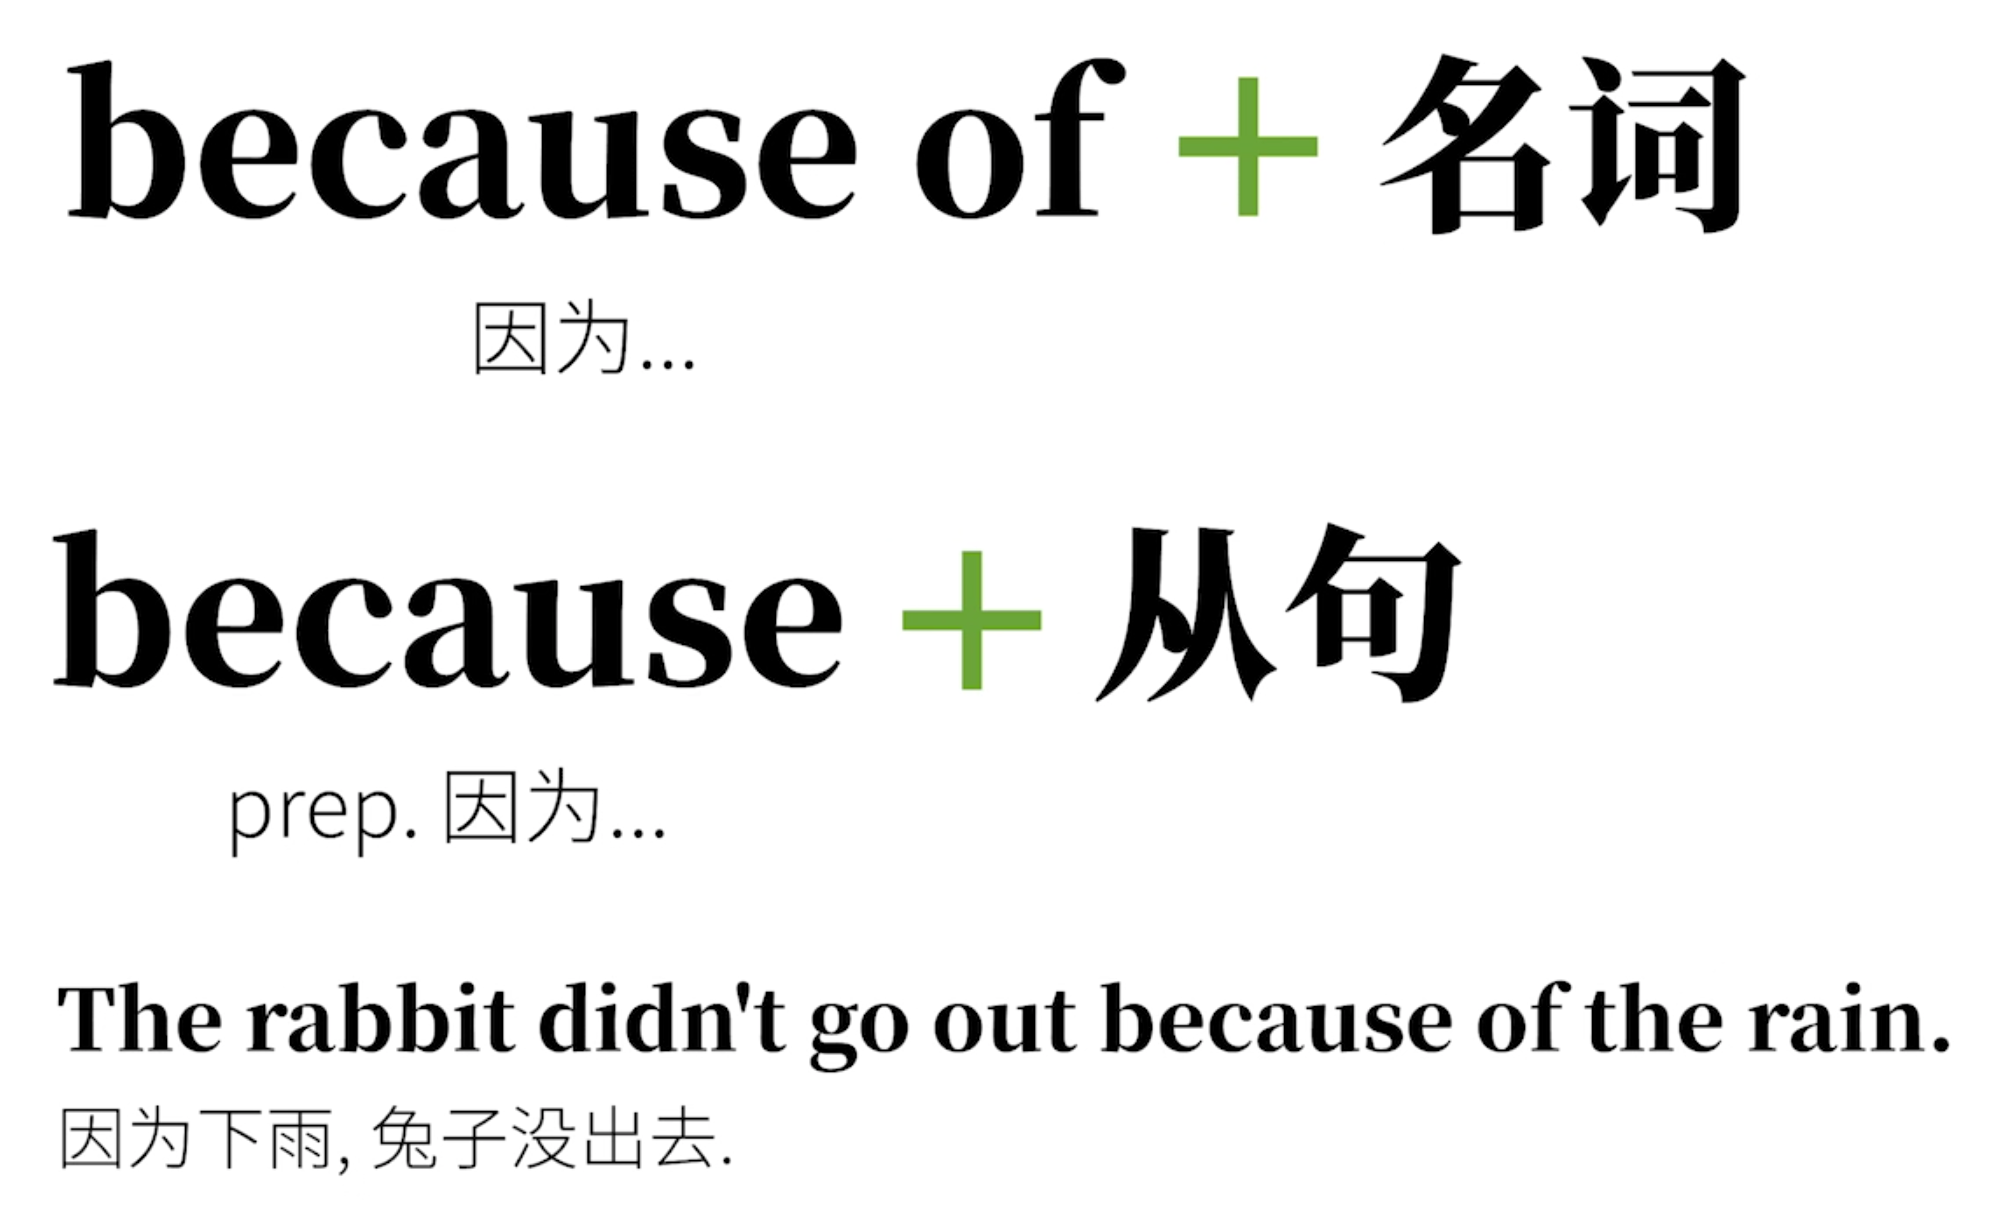 because of + 名词
因为...
because + 从句
prep. 因为...
The rabbit didn't go out because of the rain.
因为下雨, 兔子没出去.